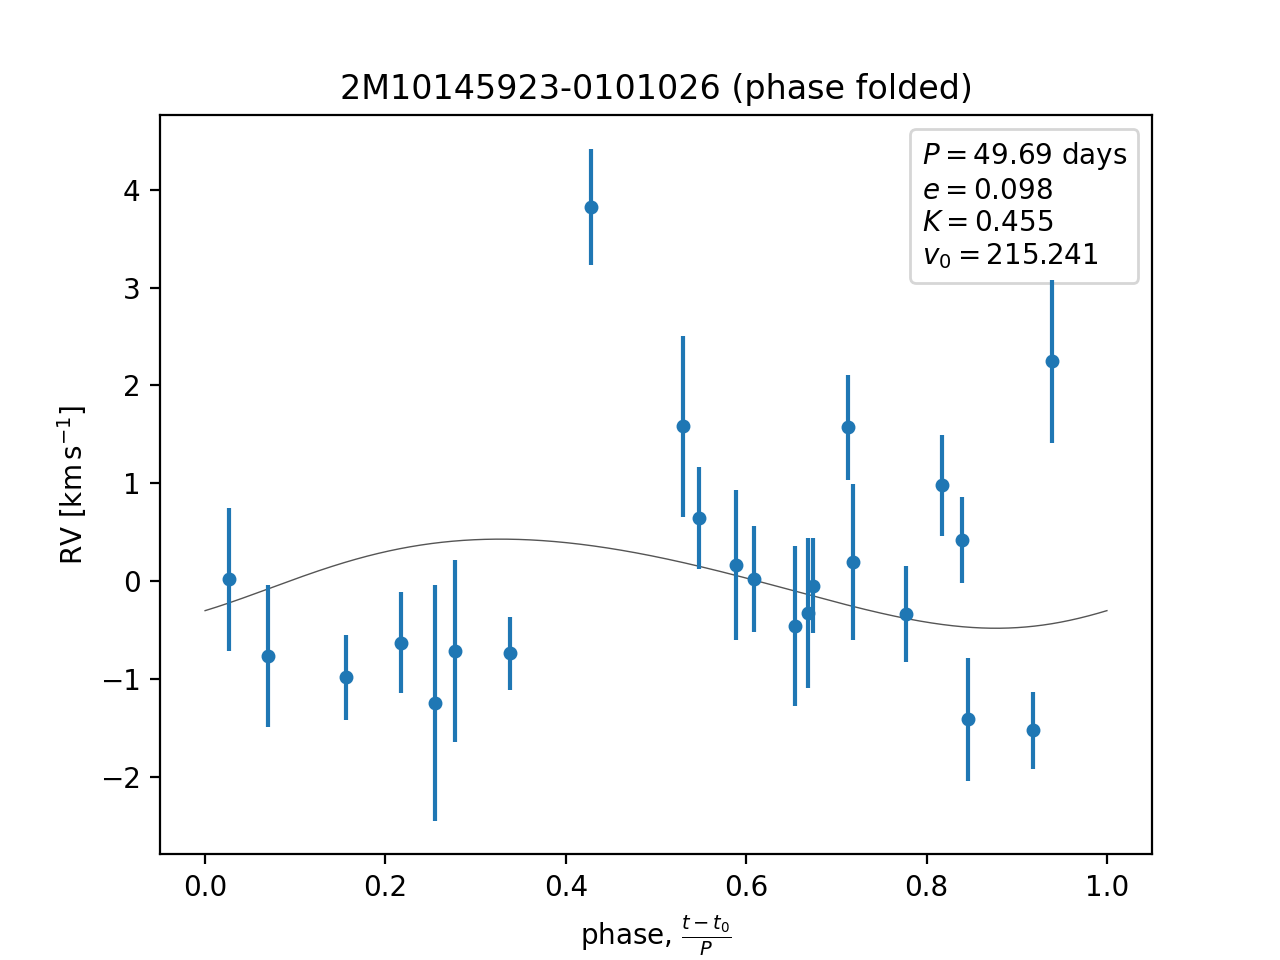 2M10145923-0101026 (phase folded)
P = 49.69 days
e = 0.098
K = 0.455
v₀ = 215.241
RV [km s⁻¹]
4
3
2
1
0
−1
−2
0.0 0.2 0.4 0.6 0.8 1.0
phase, (t − t₀)/P